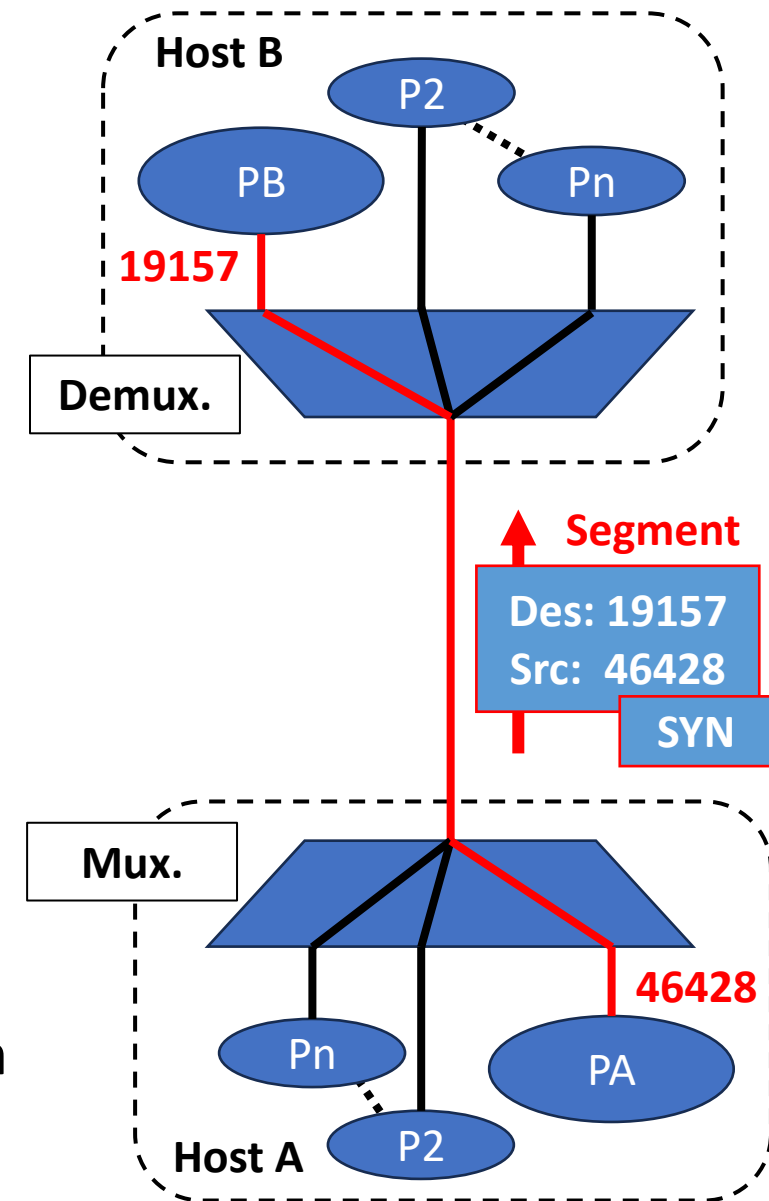 Host B
P2
PB
Pn
19157
Demux.
Segment
Des: 19157
Src: 46428
SYN
Mux.
46428
Pn
PA
P2
Host A